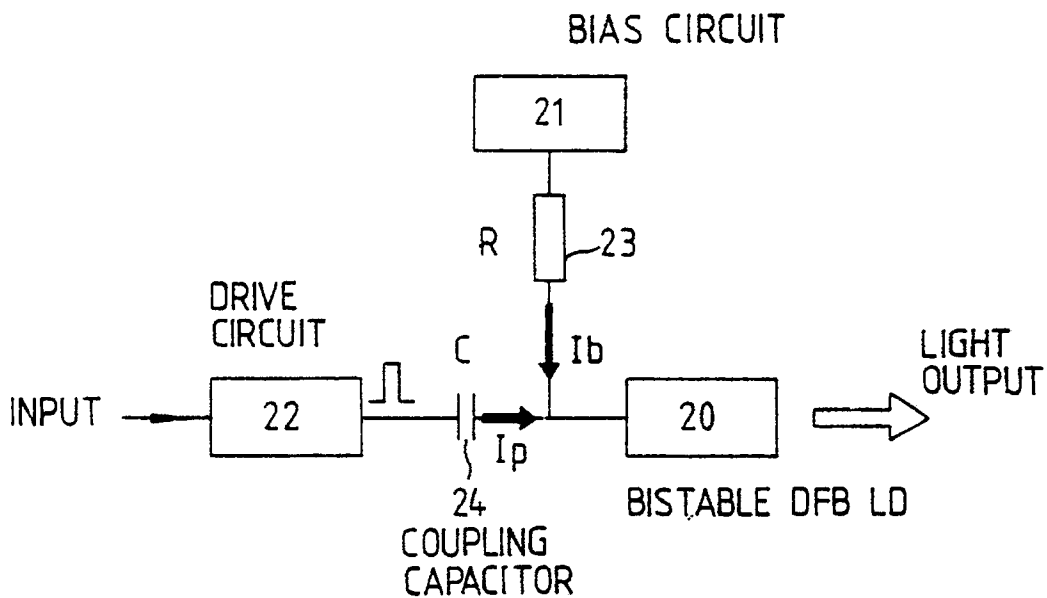 BIAS CIRCUIT
21
R
23
DRIVE
CIRCUIT
C
Ib
LIGHT
OUTPUT
INPUT
22
20
Ip
24
COUPLING
CAPACITOR
BISTABLE DFB LD